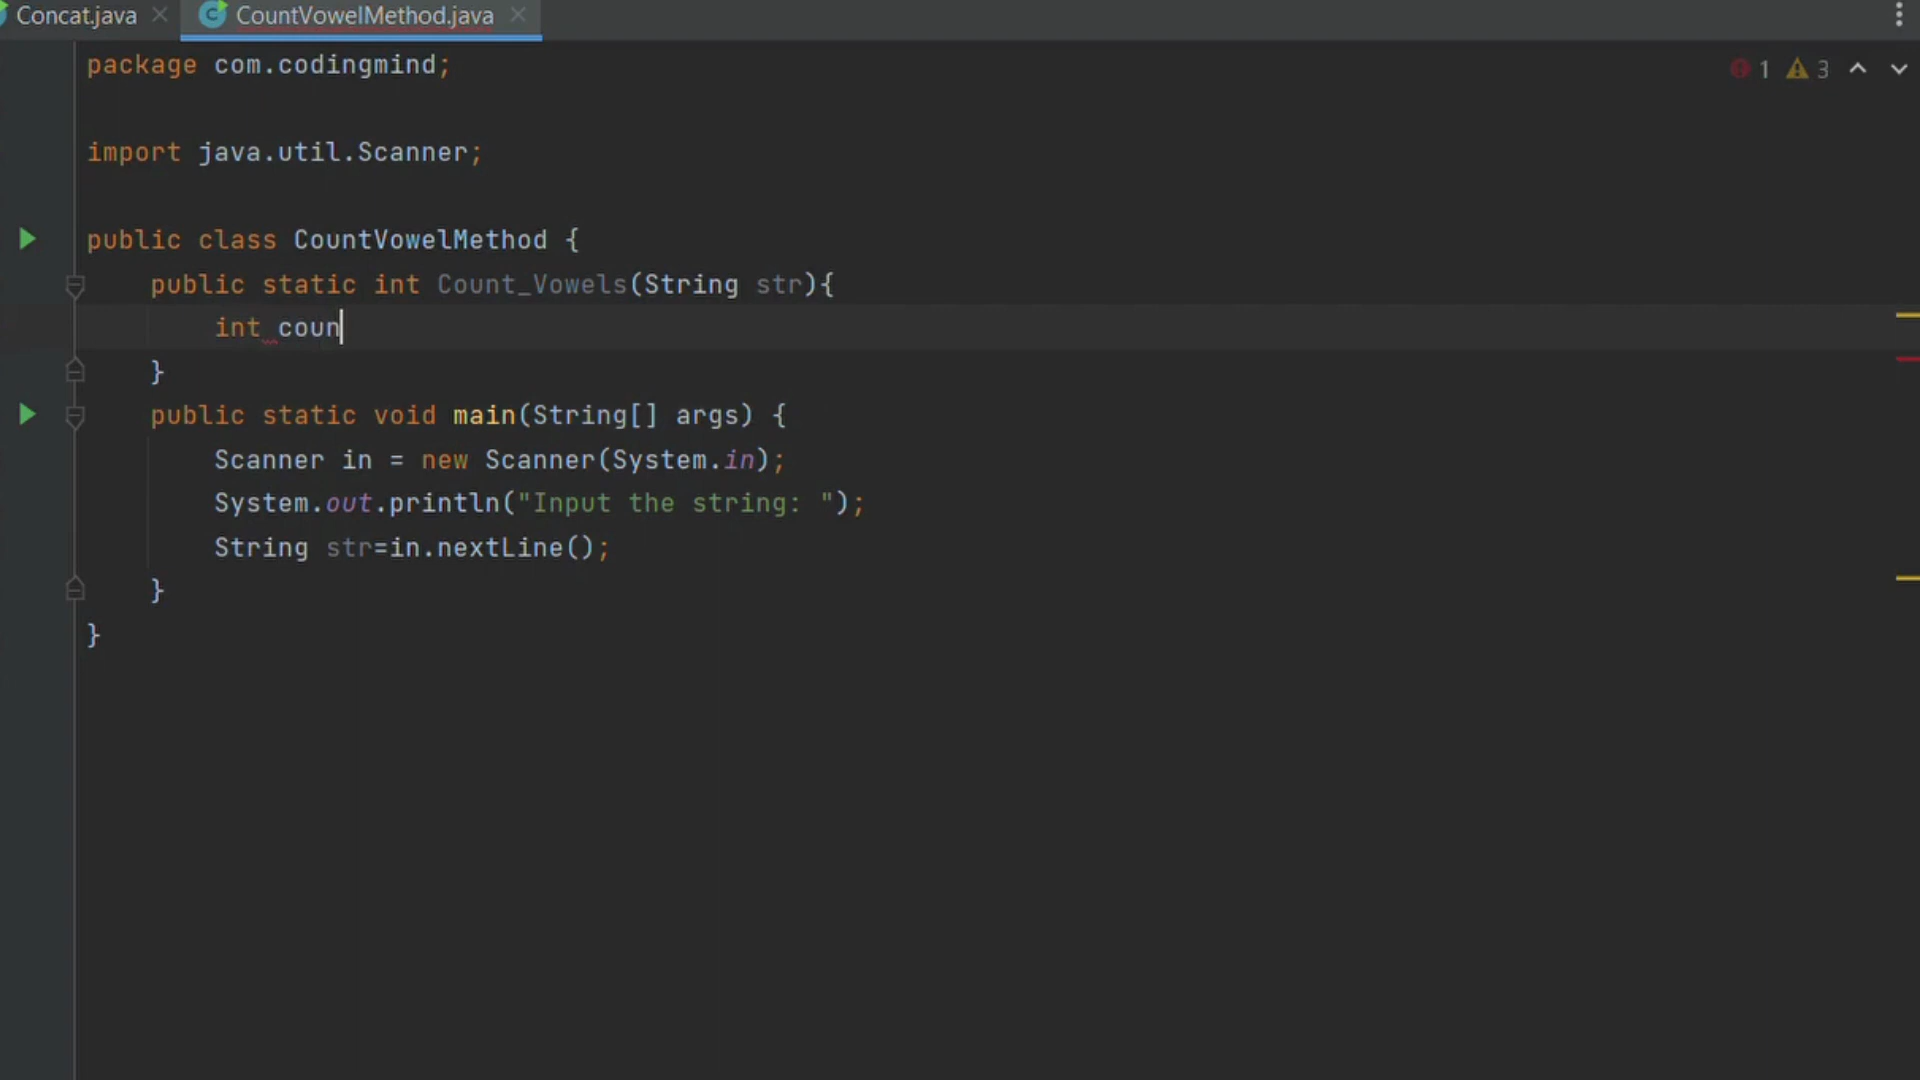 Concat.java CountVowelMethod.java
package com.codingmind;
1 3
import java.util.Scanner;
public class CountVowelMethod {
public static int Count_Vowels(String str){
int coun
}
public static void main(String[] args) {
Scanner in = new Scanner(System.in);
System.out.println("Input the string: ");
String str=in.nextLine();
}
}